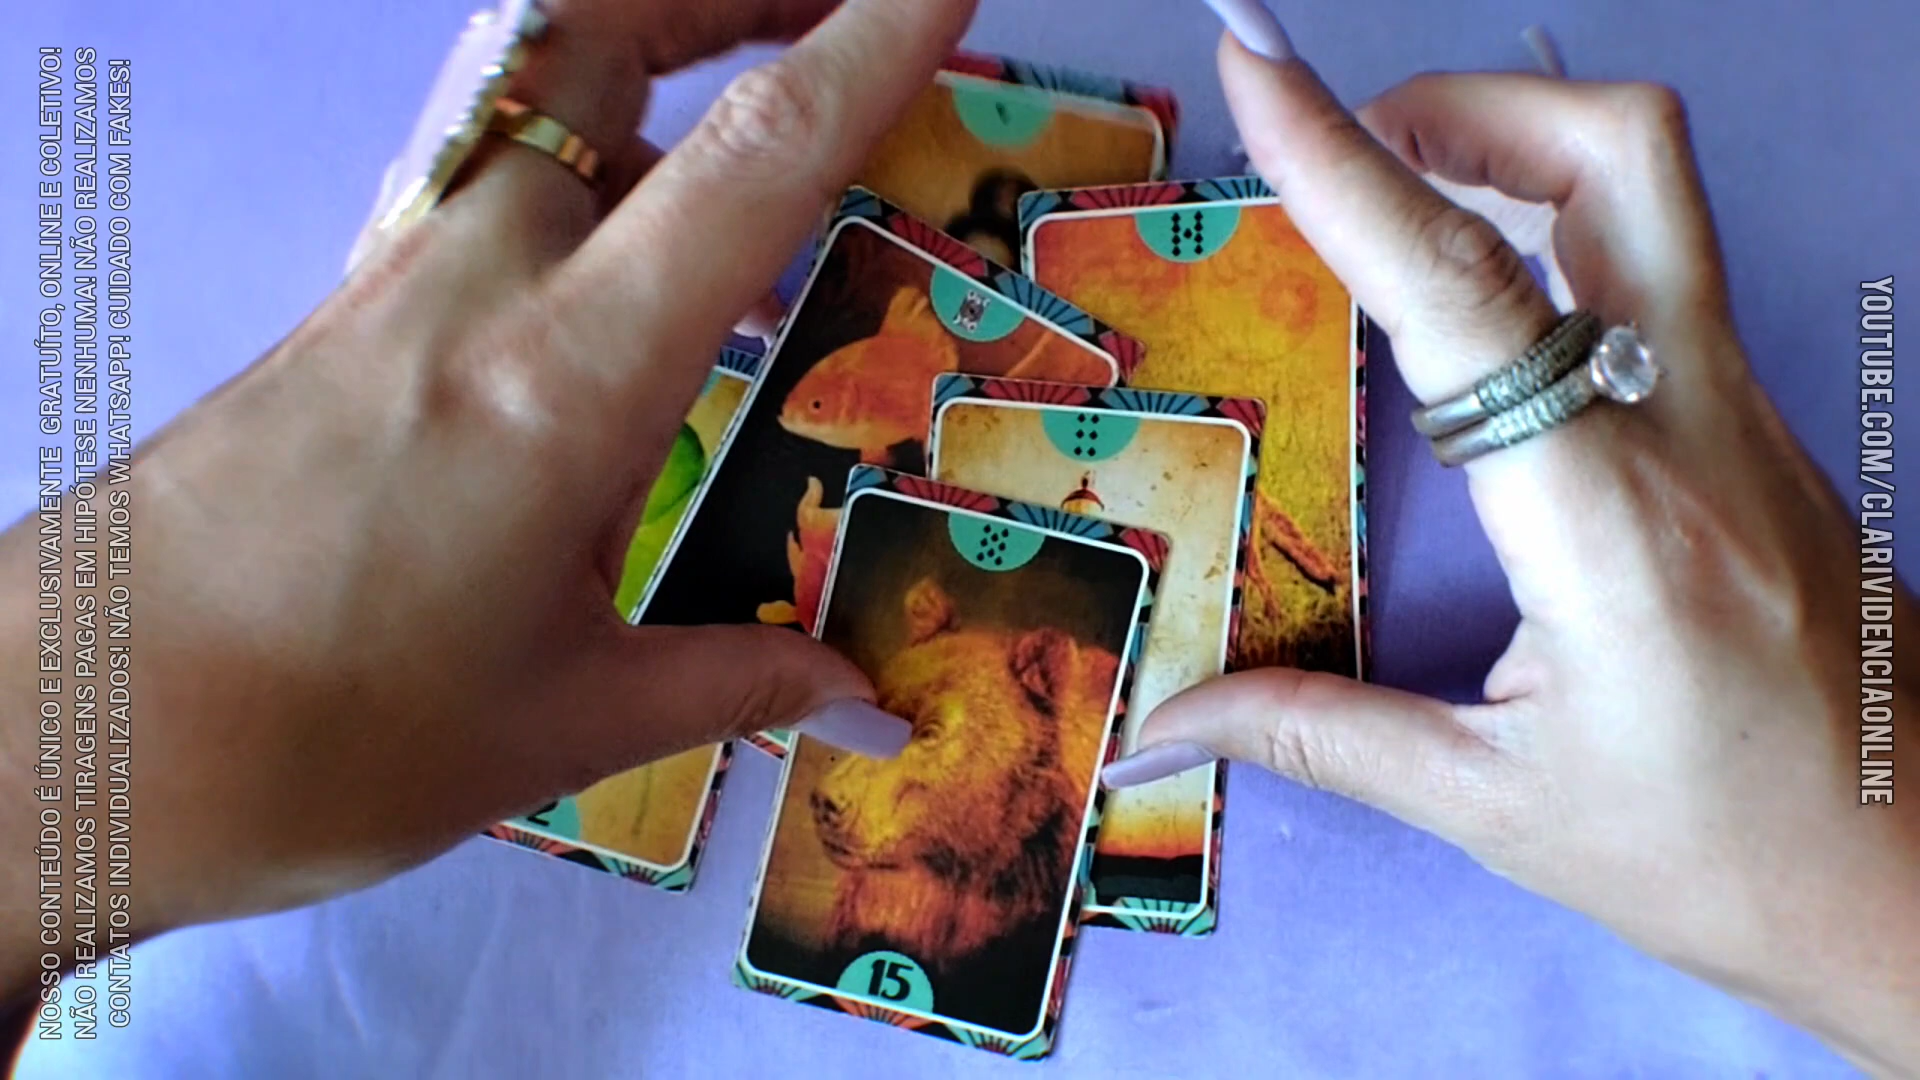 NOSSO CONTEÚDO É ÚNICO E EXCLUSIVAMENTE GRATUÍTO, ONLINE E COLETIVO!
NÃO REALIZAMOS TIRAGENS PAGAS EM HIPÓTESE NENHUMA! NÃO REALIZAMOS
CONTATOS INDIVIDUALIZADOS! NÃO TEMOS WHATSAPP! CUIDADO COM FAKES!
YOUTUBE.COM/CLARIVIDENCIAONLINE
2
15